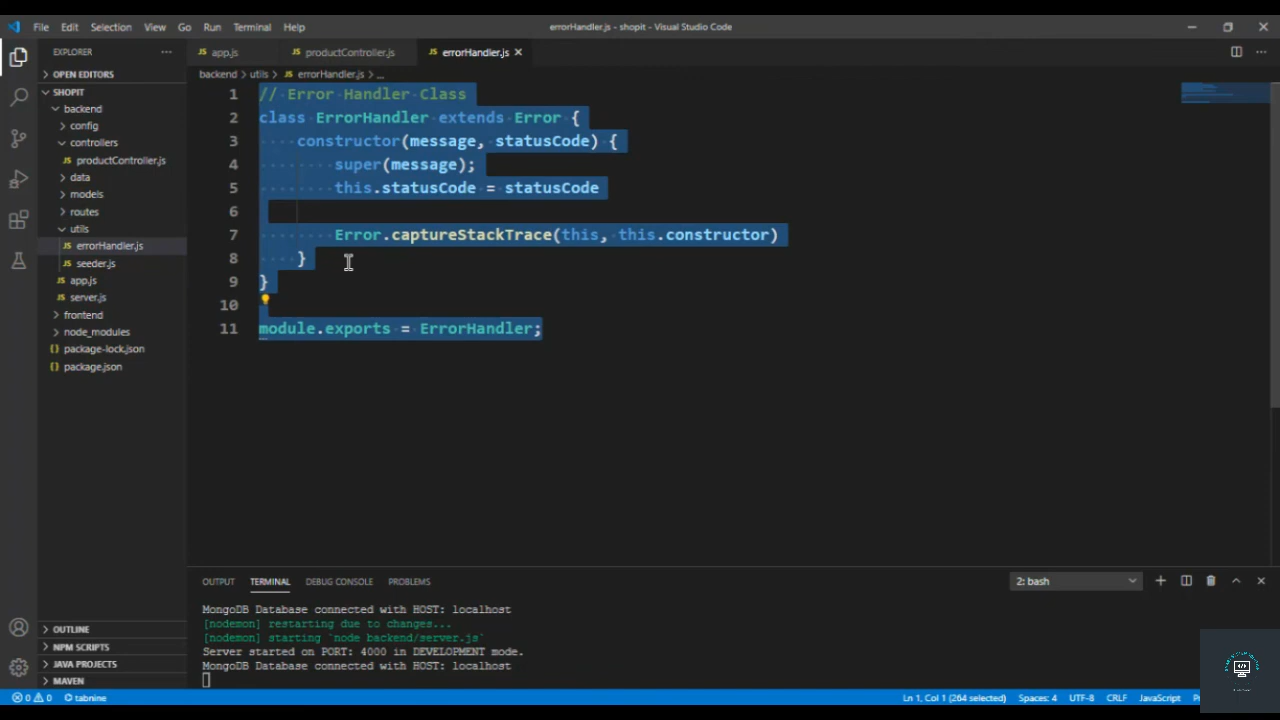 File Edit Selection View Go Run Terminal Help errorHandler.js - shopit - Visual Studio Code
EXPLORER
OPEN EDITORS
SHOPIT
backend
config
controllers
productController.js
data
models
routes
utils
errorHandler.js
seeder.js
app.js
server.js
frontend
node_modules
package-lock.json
package.json
OUTLINE
NPM SCRIPTS
JAVA PROJECTS
MAVEN
app.js productController.js errorHandler.js
backend > utils > errorHandler.js > ...
1 // Error Handler Class
2 class ErrorHandler extends Error {
3 constructor(message, statusCode) {
4 super(message);
5 this.statusCode = statusCode
6
7 Error.captureStackTrace(this, this.constructor)
8 }
9 }
10
11 module.exports = ErrorHandler;
OUTPUT TERMINAL DEBUG CONSOLE PROBLEMS 2: bash
MongoDB Database connected with HOST: localhost
[nodemon] restarting due to changes...
[nodemon] starting `node backend/server.js`
Server started on PORT: 4000 in DEVELOPMENT mode.
MongoDB Database connected with HOST: localhost
0 0 tabnine Ln 1, Col 1 (264 selected) Spaces: 4 UTF-8 CRLF JavaScript